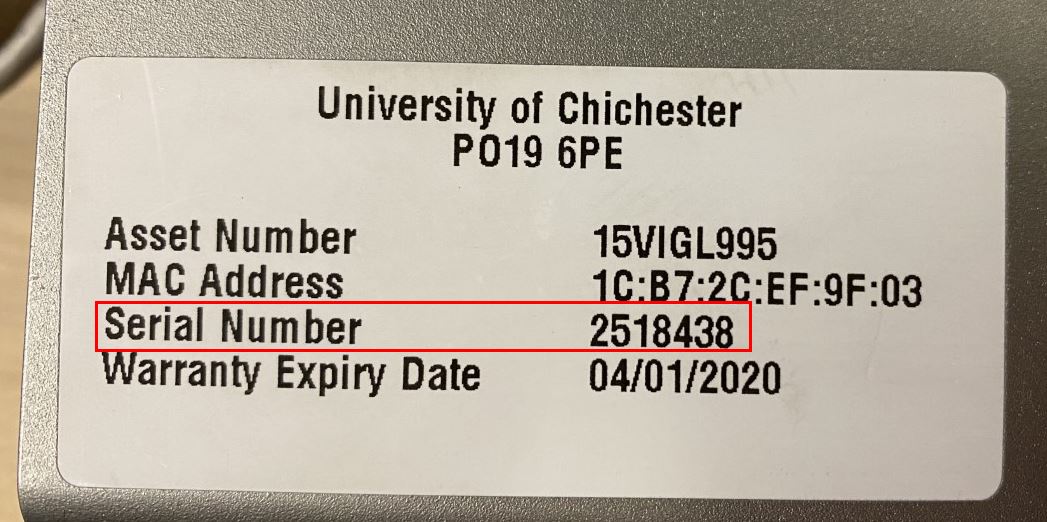 University of Chichester
PO19 6PE
Asset Number 15VIGL995
MAC Address 1C:B7:2C:EF:9F:03
Serial Number 2518438
Warranty Expiry Date 04/01/2020